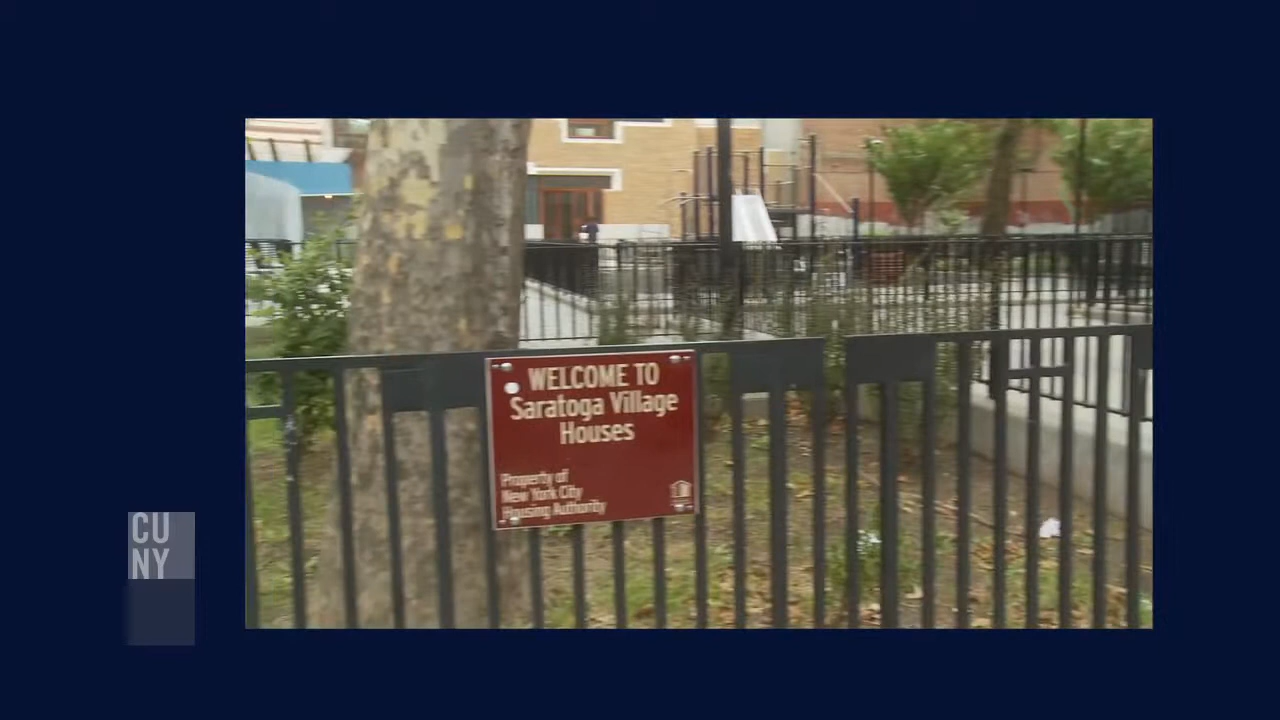 WELCOME TO
Saratoga Village
Houses
Property of
New York City
Housing Authority
CU
NY